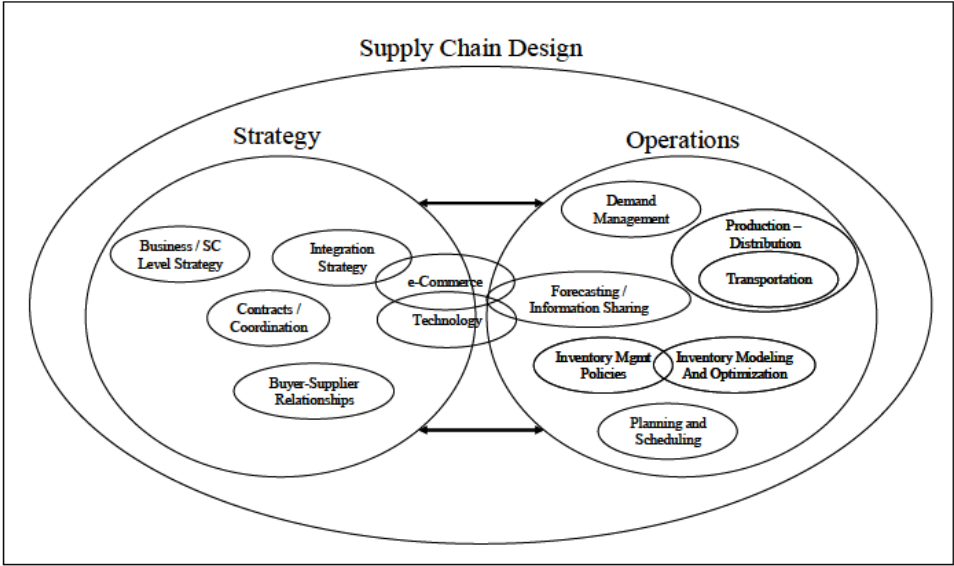 Supply Chain Design
Strategy
Operations
Demand
Management
Production –
Distribution
Transportation
Business / SC
Level Strategy
Integration
Strategy
e-Commerce
Forecasting /
Information Sharing
Contracts /
Coordination
Technology
Inventory Mgmt
Policies
Inventory Modeling
And Optimization
Buyer-Supplier
Relationships
Planning and
Scheduling